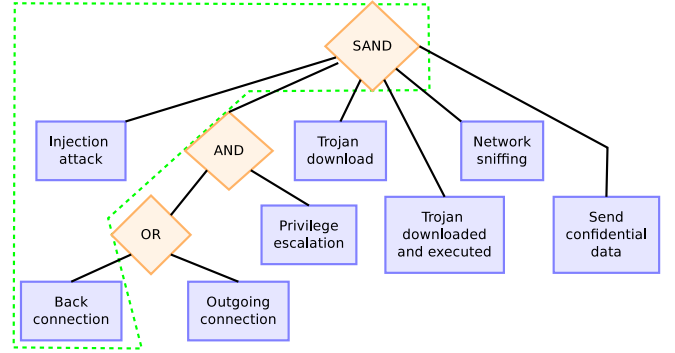 SAND
Injection
attack
AND
Trojan
download
Network
sniffing
OR
Privilege
escalation
Trojan
downloaded
and executed
Send
confidential
data
Back
connection
Outgoing
connection